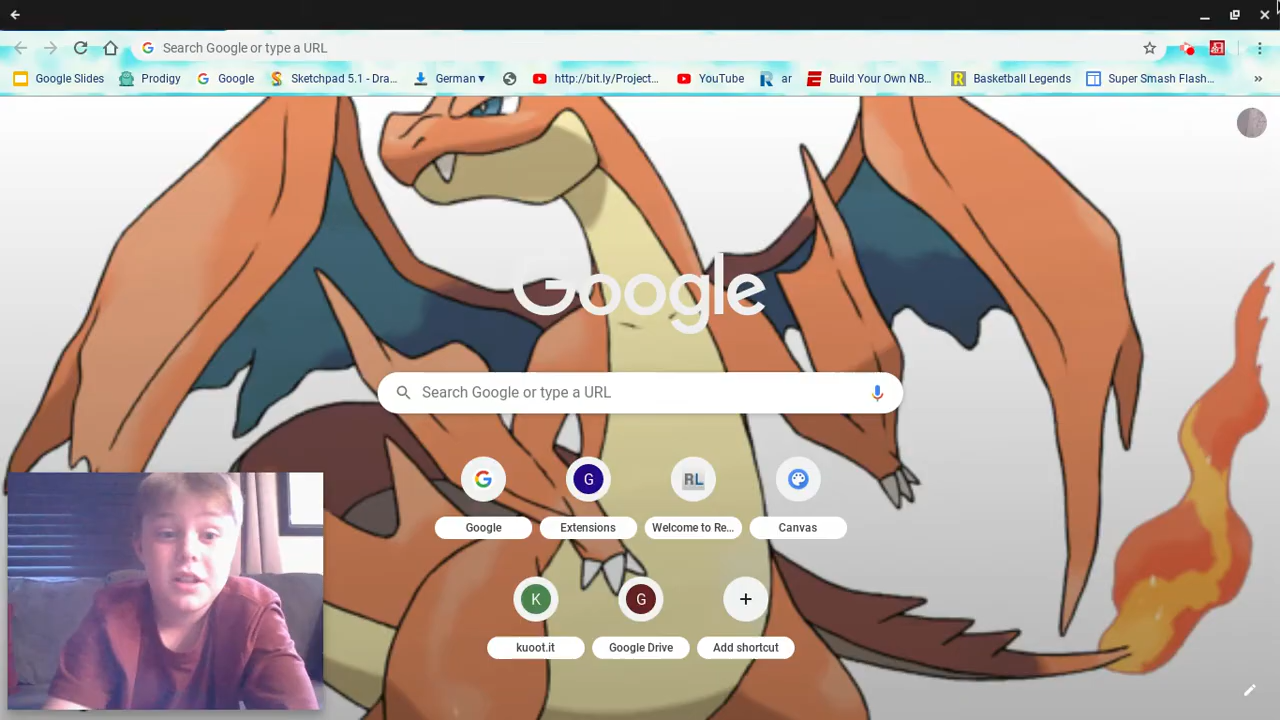 Search Google or type a URL
Google Slides Prodigy Google Sketchpad 5.1 - Dra... German ▾ http://bit.ly/Project... YouTube ar Build Your Own NB... Basketball Legends Super Smash Flash... »
Google
Search Google or type a URL
G RL
Google Extensions Welcome to Re... Canvas
K G
kuoot.it Google Drive Add shortcut